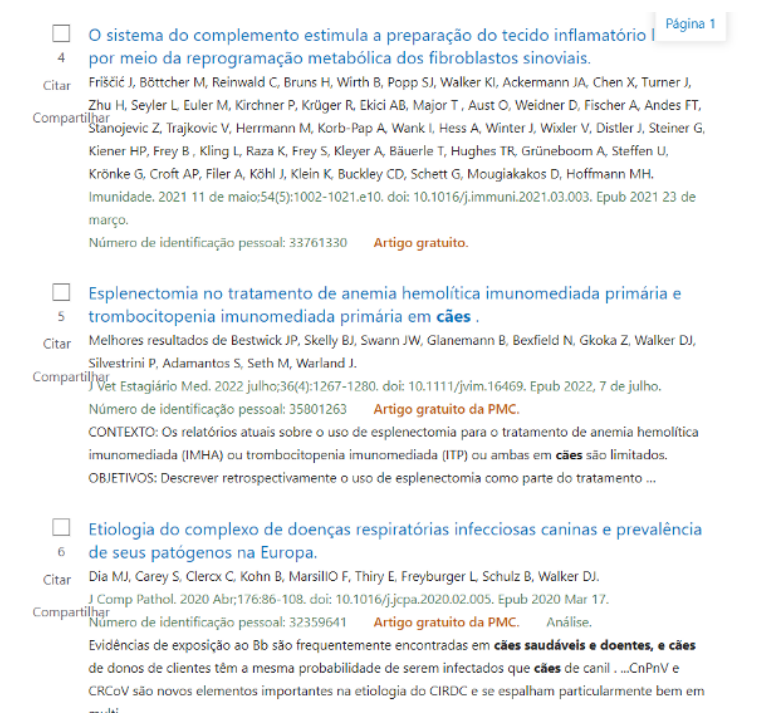 Página 1
O sistema do complemento estimula a preparação do tecido inflamatório
4
por meio da reprogramação metabólica dos fibroblastos sinoviais.
Citar
Friščić J, Böttcher M, Reinwald C, Bruns H, Wirth B, Popp SJ, Walker KI, Ackermann JA, Chen X, Turner J,
Zhu H, Seyler L, Euler M, Kirchner P, Krüger R, Ekici AB, Major T , Aust O, Weidner D, Fischer A, Andes FT,
Compartilhar
Stanojevic Z, Trajkovic V, Herrmann M, Korb-Pap A, Wank I, Hess A, Winter J, Wixler V, Distler J, Steiner G,
Kiener HP, Frey B , Kling L, Raza K, Frey S, Kleyer A, Bäuerle T, Hughes TR, Grüneboom A, Steffen U,
Krönke G, Croft AP, Filer A, Köhl J, Klein K, Buckley CD, Schett G, Mougiakakos D, Hoffmann MH.
Imunidade. 2021 11 de maio;54(5):1002-1021.e10. doi: 10.1016/j.immuni.2021.03.003. Epub 2021 23 de
março.
Número de identificação pessoal: 33761330 Artigo gratuito.
Esplenectomia no tratamento de anemia hemolítica imunomediada primária e
5
trombocitopenia imunomediada primária em cães .
Citar
Melhores resultados de Bestwick JP, Skelly BJ, Swann JW, Glanemann B, Bexfield N, Gkoka Z, Walker DJ,
Silvestrini P, Adamantos S, Seth M, Warland J.
Compartilhar
J Vet Estagiário Med. 2022 julho;36(4):1267-1280. doi: 10.1111/jvim.16469. Epub 2022, 7 de julho.
Número de identificação pessoal: 35801263 Artigo gratuito da PMC.
CONTEXTO: Os relatórios atuais sobre o uso de esplenectomia para o tratamento de anemia hemolítica
imunomediada (IMHA) ou trombocitopenia imunomediada (ITP) ou ambas em cães são limitados.
OBJETIVOS: Descrever retrospectivamente o uso de esplenectomia como parte do tratamento ...
Etiologia do complexo de doenças respiratórias infecciosas caninas e prevalência
6
de seus patógenos na Europa.
Citar
Dia MJ, Carey S, Clercx C, Kohn B, MarsilIO F, Thiry E, Freyburger L, Schulz B, Walker DJ.
J Comp Pathol. 2020 Abr;176:86-108. doi: 10.1016/j.jcpa.2020.02.005. Epub 2020 Mar 17.
Compartilhar
Número de identificação pessoal: 32359641 Artigo gratuito da PMC. Análise.
Evidências de exposição ao Bb são frequentemente encontradas em cães saudáveis e doentes, e cães
de donos de clientes têm a mesma probabilidade de serem infectados que cães de canil . ...CnPnV e
CRCoV são novos elementos importantes na etiologia do CIRDC e se espalham particularmente bem em